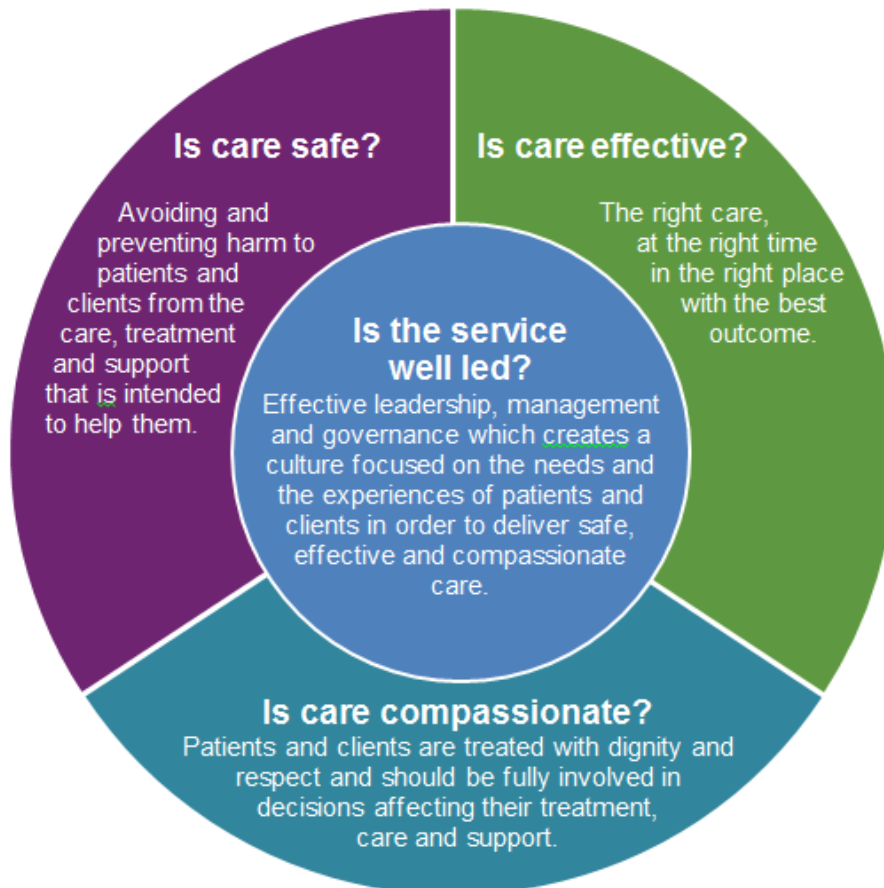 Is care safe?
Avoiding and
preventing harm to
patients and
clients from the
care, treatment
and support
that is intended
to help them.
Is care effective?
The right care,
at the right time
in the right place
with the best
outcome.
Is the service
well led?
Effective leadership, management
and governance which creates a
culture focused on the needs and
the experiences of patients and
clients in order to deliver safe,
effective and compassionate
care.
Is care compassionate?
Patients and clients are treated with dignity and
respect and should be fully involved in
decisions affecting their treatment,
care and support.